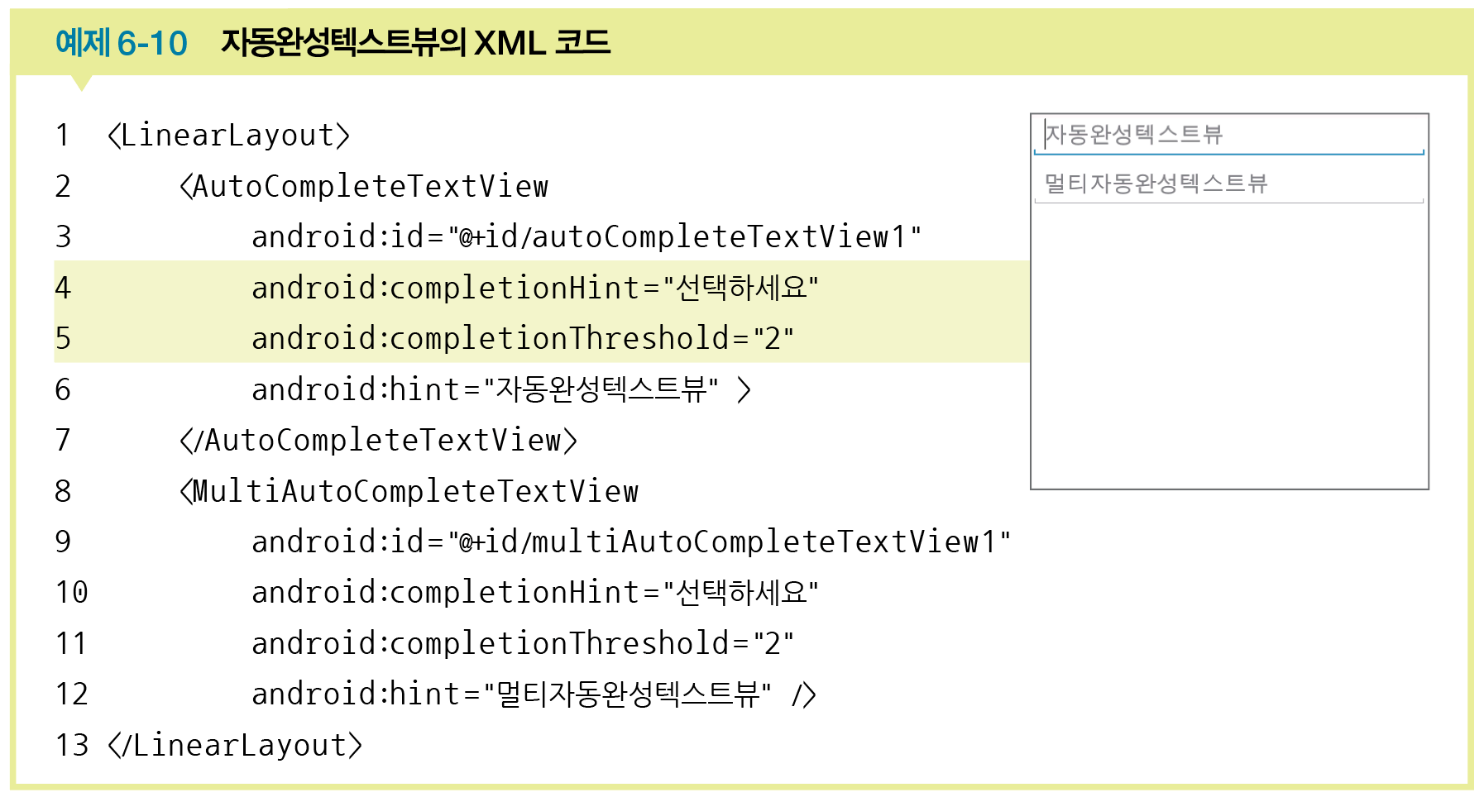 예제 6-10 자동완성텍스트뷰의 XML 코드
1 <LinearLayout>
2 <AutoCompleteTextView
3 android:id="@+id/autoCompleteTextView1"
4 android:completionHint="선택하세요"
5 android:completionThreshold="2"
6 android:hint="자동완성텍스트뷰" >
7 </AutoCompleteTextView>
8 <MultiAutoCompleteTextView
9 android:id="@+id/multiAutoCompleteTextView1"
10 android:completionHint="선택하세요"
11 android:completionThreshold="2"
12 android:hint="멀티자동완성텍스트뷰" />
13 </LinearLayout>
자동완성텍스트뷰
멀티자동완성텍스트뷰